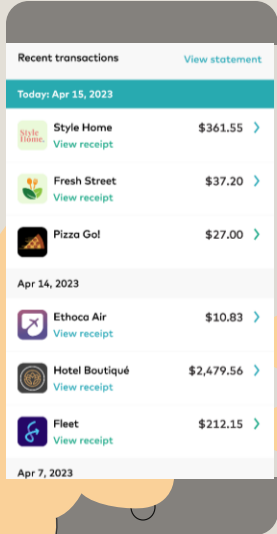 Recent transactions View statement
Today: Apr 15, 2023
Style Home. Style Home $361.55
View receipt
Fresh Street $37.20
View receipt
Pizza Go! $27.00
Apr 14, 2023
Ethoca Air $10.83
View receipt
Hotel Boutiqué $2,479.56
View receipt
Fleet $212.15
View receipt
Apr 7, 2023